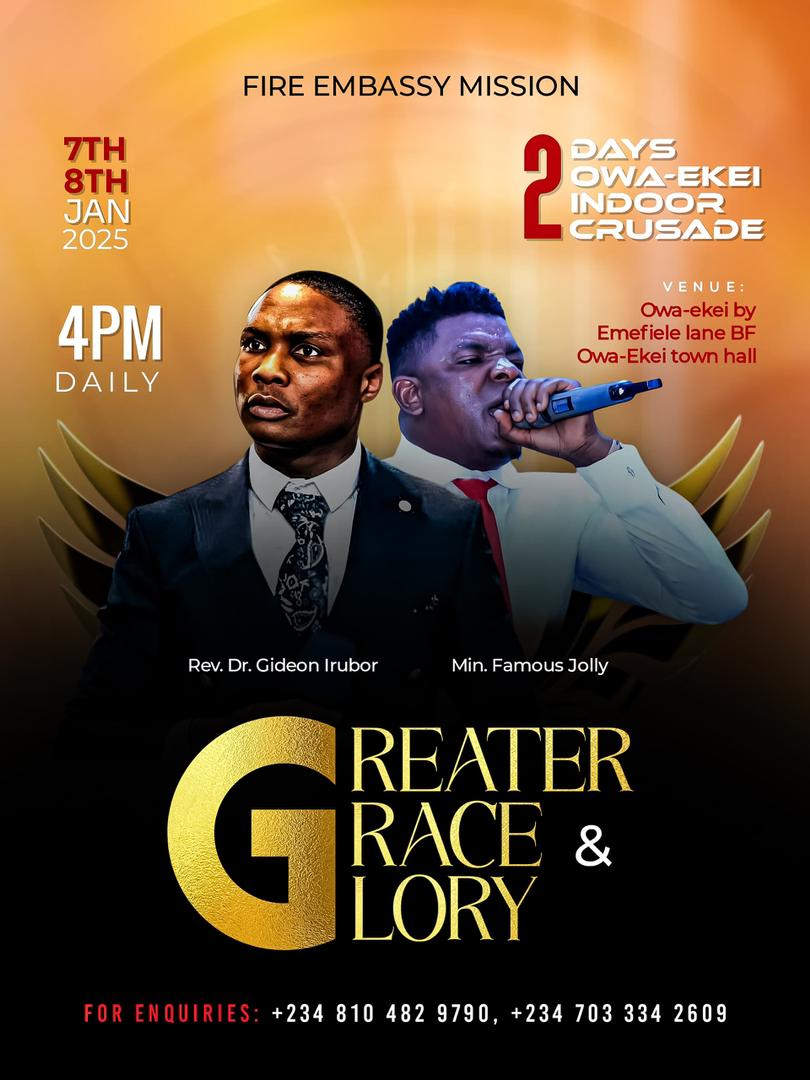 FIRE EMBASSY MISSION
7TH
8TH
JAN
2025
2 DAYS
OWA-EKEI
INDOOR
CRUSADE
4PM
DAILY
VENUE:
Owa-ekei by
Emefiele lane BF
Owa-Ekei town hall
Rev. Dr. Gideon Irubor
Min. Famous Jolly
GREATER
RACE &
LORY
FOR ENQUIRIES: +234 810 482 9790, +234 703 334 2609